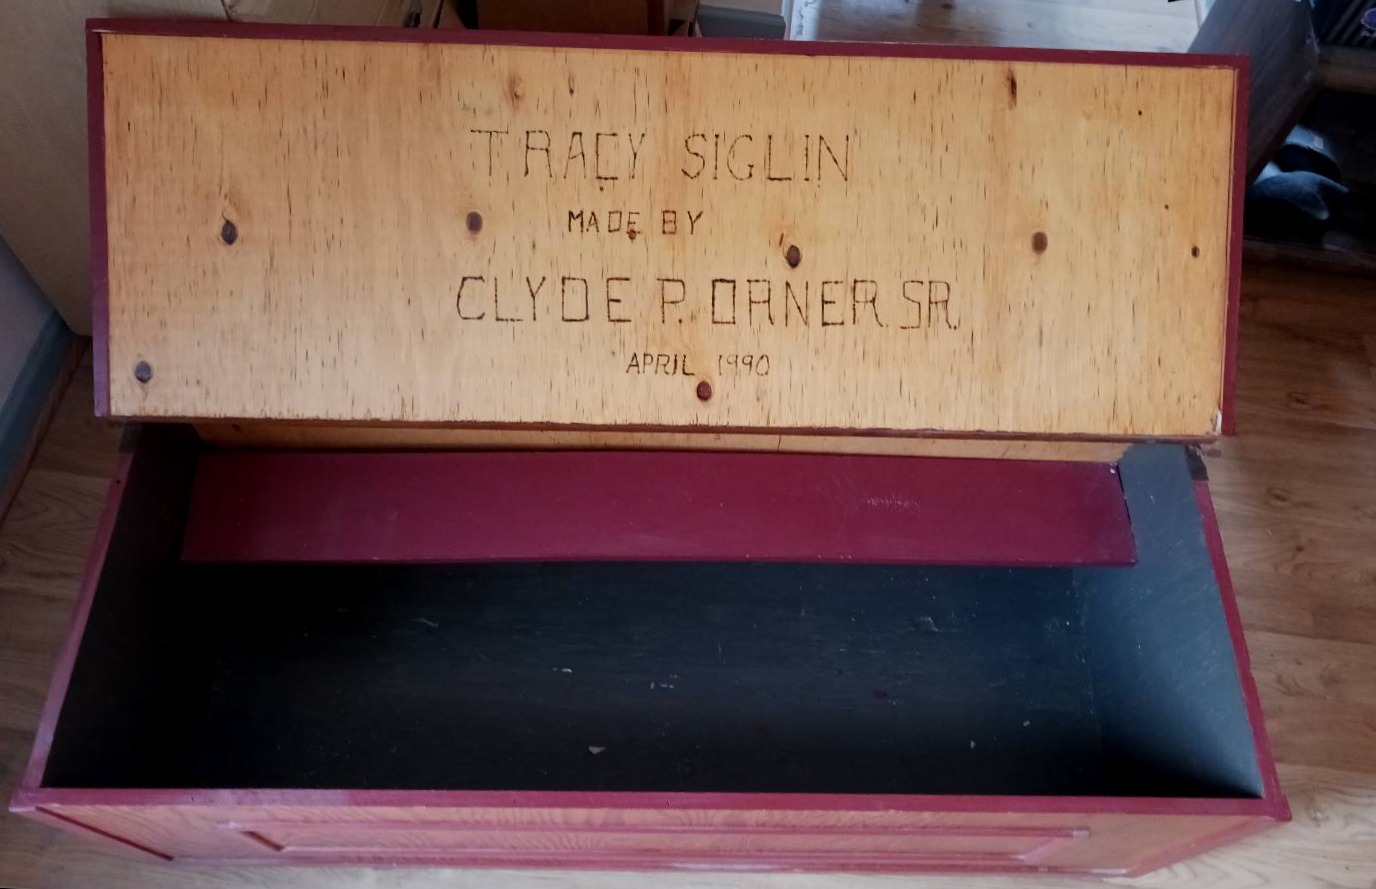 TRACY SIGLIN
MADE BY
CLYDE P. ORNER SR.
APRIL 1990